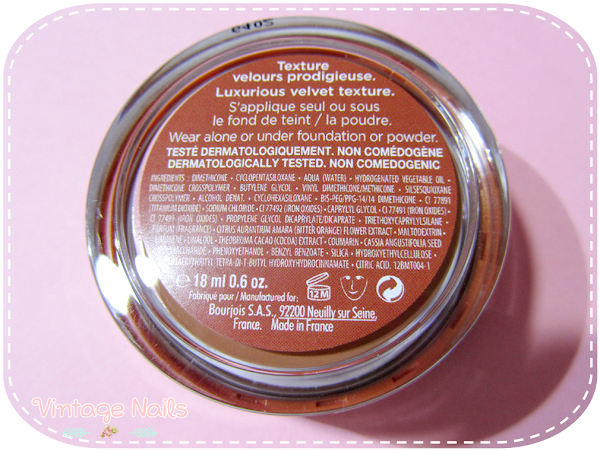 Texture
velours prodigieuse.
Luxurious velvet texture.
S'applique seul ou sous
le fond de teint / la poudre.
Wear alone or under foundation or powder.
TESTÉ DERMATOLOGIQUEMENT. NON COMÉDOGÈNE
DERMATOLOGICALLY TESTED. NON COMEDOGENIC
INGREDIENTS : DIMETHICONE • CYCLOPENTASILOXANE • AQUA (WATER) • HYDROGENATED VEGETABLE OIL •
DIMETHICONE CROSSPOLYMER • BUTYLENE GLYCOL • VINYL DIMETHICONE/METHICONE • SILSESQUIOXANE
CROSSPOLYMER • ALCOHOL DENAT. • CYCLOHEXASILOXANE • BIS-PEG/PPG-14/14 DIMETHICONE • CI 77891
(TITANIUM DIOXIDE) • SODIUM CHLORIDE • CI 77492 (IRON OXIDES) • CAPRYLYL GLYCOL • CI 77491 (IRON OXIDES) •
CI 77499 (IRON OXIDES) • PROPYLENE GLYCOL DICAPRYLATE/DICAPRATE • TRIETHOXYCAPRYLYLSILANE •
PARFUM (FRAGRANCE) • CITRUS AURANTIUM AMARA (BITTER ORANGE) FLOWER EXTRACT • MALTODEXTRIN •
LINALOOL • THEOBROMA CACAO (COCOA) EXTRACT • COUMARIN • CASSIA ANGUSTIFOLIA SEED
• PHENOXYETHANOL • BENZYL BENZOATE • SILICA • HYDROXYETHYLCELLULOSE •
TETRA-DI-T-BUTYL HYDROXYHYDROCINNAMATE • CITRIC ACID. 12BMT004-1
e 18 ml 0.6 oz.
12M
Fabriqué pour / Manufactured for:
Bourjois S.A.S., 92200 Neuilly sur Seine,
France. Made in France
Vintage Nails